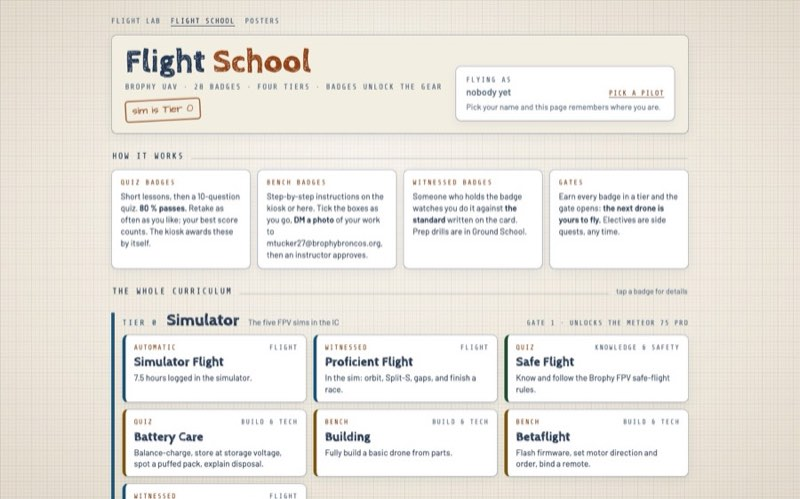 FLIGHT LAB FLIGHT SCHOOL POSTERS
Flight School
BROPHY UAV · 28 BADGES · FOUR TIERS · BADGES UNLOCK THE GEAR
sim is Tier 0
FLYING AS
nobody yet PICK A PILOT
Pick your name and this page remembers where you are.
HOW IT WORKS
QUIZ BADGES
Short lessons, then a 10-question
quiz. 80 % passes. Retake as
often as you like; your best score
counts. The kiosk awards these
by itself.
BENCH BADGES
Step-by-step instructions on the
kiosk or here. Tick the boxes as
you go, DM a photo of your work
to
mtucker27@brophybroncos.org,
then an instructor approves.
WITNESSED BADGES
Someone who holds the badge
watches you do it against the
standard written on the card.
Prep drills are in Ground School.
GATES
Earn every badge in a tier and the
gate opens: the next drone is
yours to fly. Electives are side
quests, any time.
THE WHOLE CURRICULUM tap a badge for details
TIER 0 Simulator The five FPV sims in the IC GATE 1 · UNLOCKS THE METEOR 75 PRO
AUTOMATIC FLIGHT
Simulator Flight
7.5 hours logged in the simulator.
WITNESSED FLIGHT
Proficient Flight
In the sim: orbit, Split-S, gaps, and finish a
race.
QUIZ KNOWLEDGE & SAFETY
Safe Flight
Know and follow the Brophy FPV safe-flight
rules.
QUIZ BUILD & TECH
Battery Care
Balance-charge, store at storage voltage,
spot a puffed pack, explain disposal.
BENCH BUILD & TECH
Building
Fully build a basic drone from parts.
BENCH BUILD & TECH
Betaflight
Flash firmware, set motor direction and
order, bind a remote.
WITNESSED FLIGHT